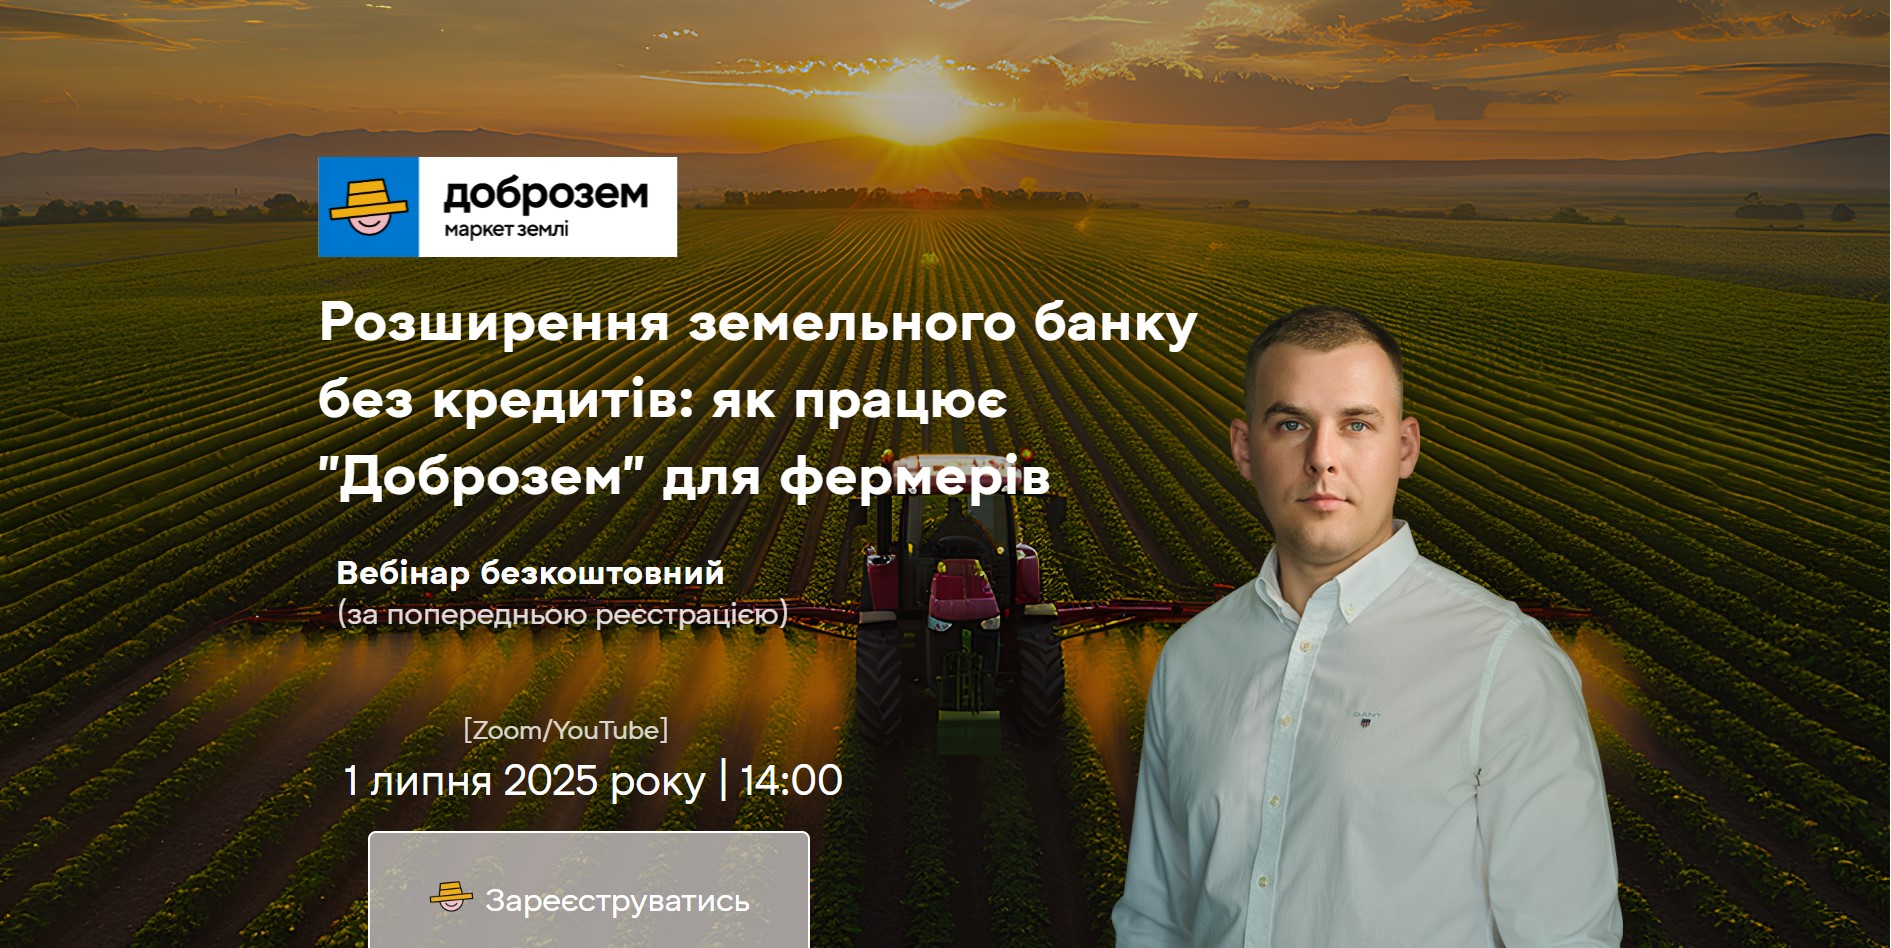 доброзем
маркет землі
Розширення земельного банку
без кредитів: як працює
"Доброзем" для фермерів
Вебінар безкоштовний
(за попередньою реєстрацією)
[Zoom/YouTube]
1 липня 2025 року | 14:00
Зареєструватись
GANT